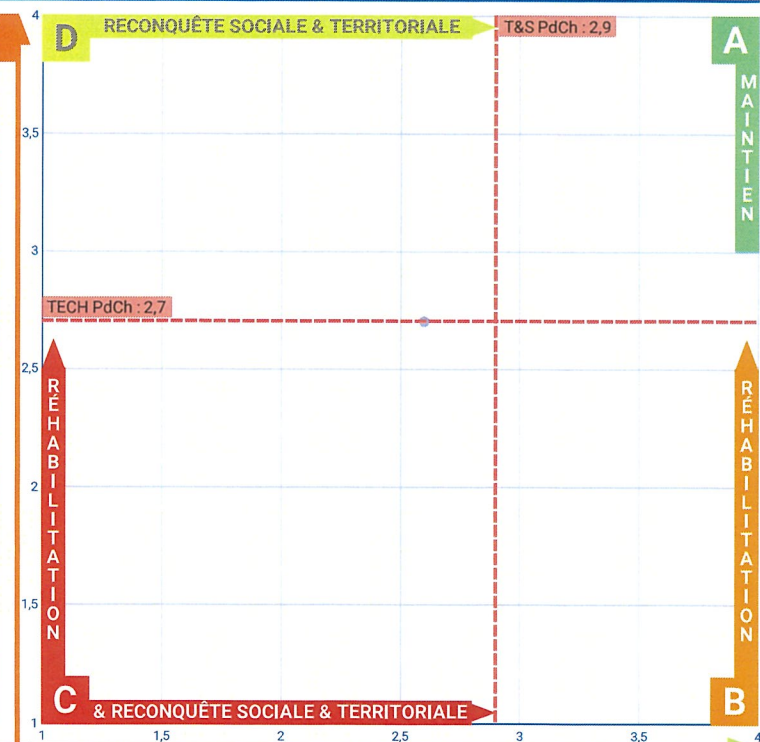 4
D
RECONQUÊTE SOCIALE & TERRITORIALE
T&S PdCh : 2,9
A
MAINTIEN
3,5
3
TECH PdCh : 2,7
2,5
RÉHABILITATION
RÉHABILITATION
2
1,5
C
& RECONQUÊTE SOCIALE & TERRITORIALE
B
1
1
1,5
2
2,5
3
3,5
4